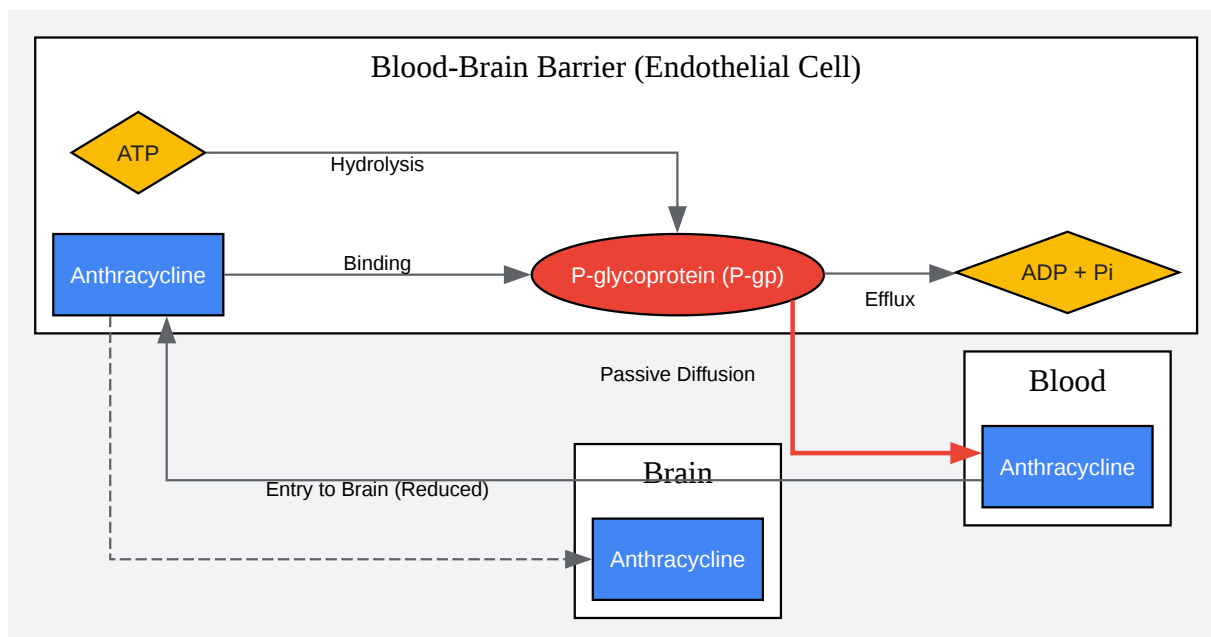 Blood-Brain Barrier (Endothelial Cell)
ATP
Hydrolysis
Anthracycline
Binding
P-glycoprotein (P-gp)
Efflux
ADP + Pi
Passive Diffusion
Blood
Anthracycline
Brain
Entry to Brain (Reduced)
Anthracycline